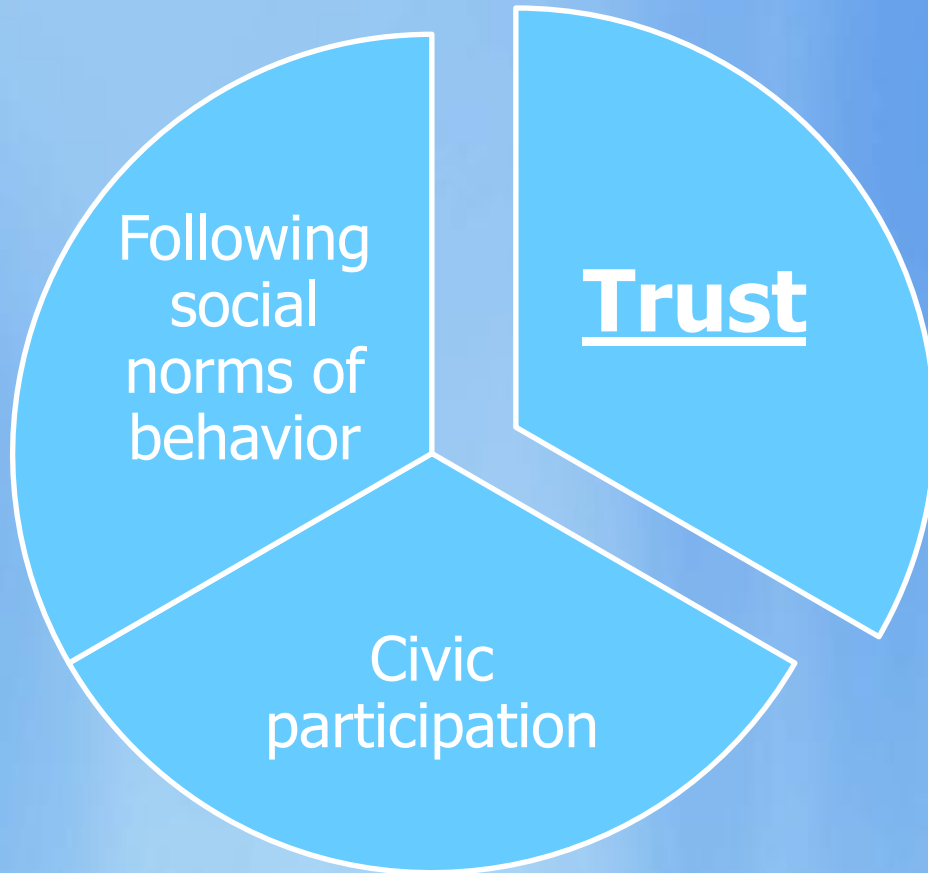 Following
social
norms of
behavior
Trust
Civic
participation